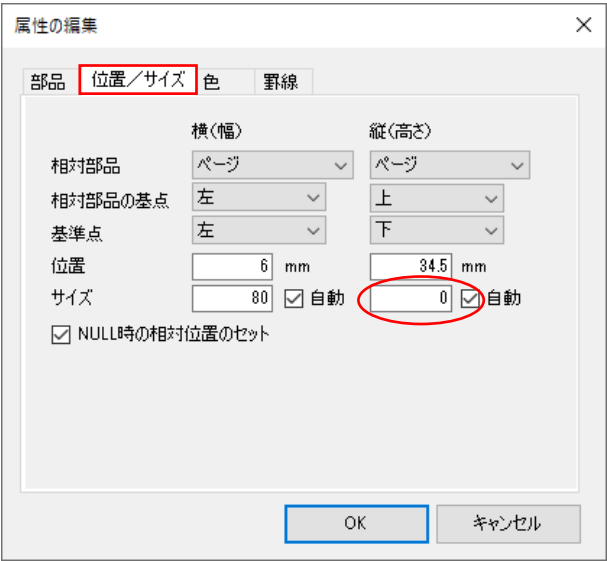 属性の編集
部品 位置／サイズ 色 罫線
横(幅) 縦(高さ)
相対部品 ページ ページ
相対部品の基点 左 上
基準点 左 下
位置 6 mm 34.5 mm
サイズ 80 自動 0 自動
NULL時の相対位置のセット
OK キャンセル